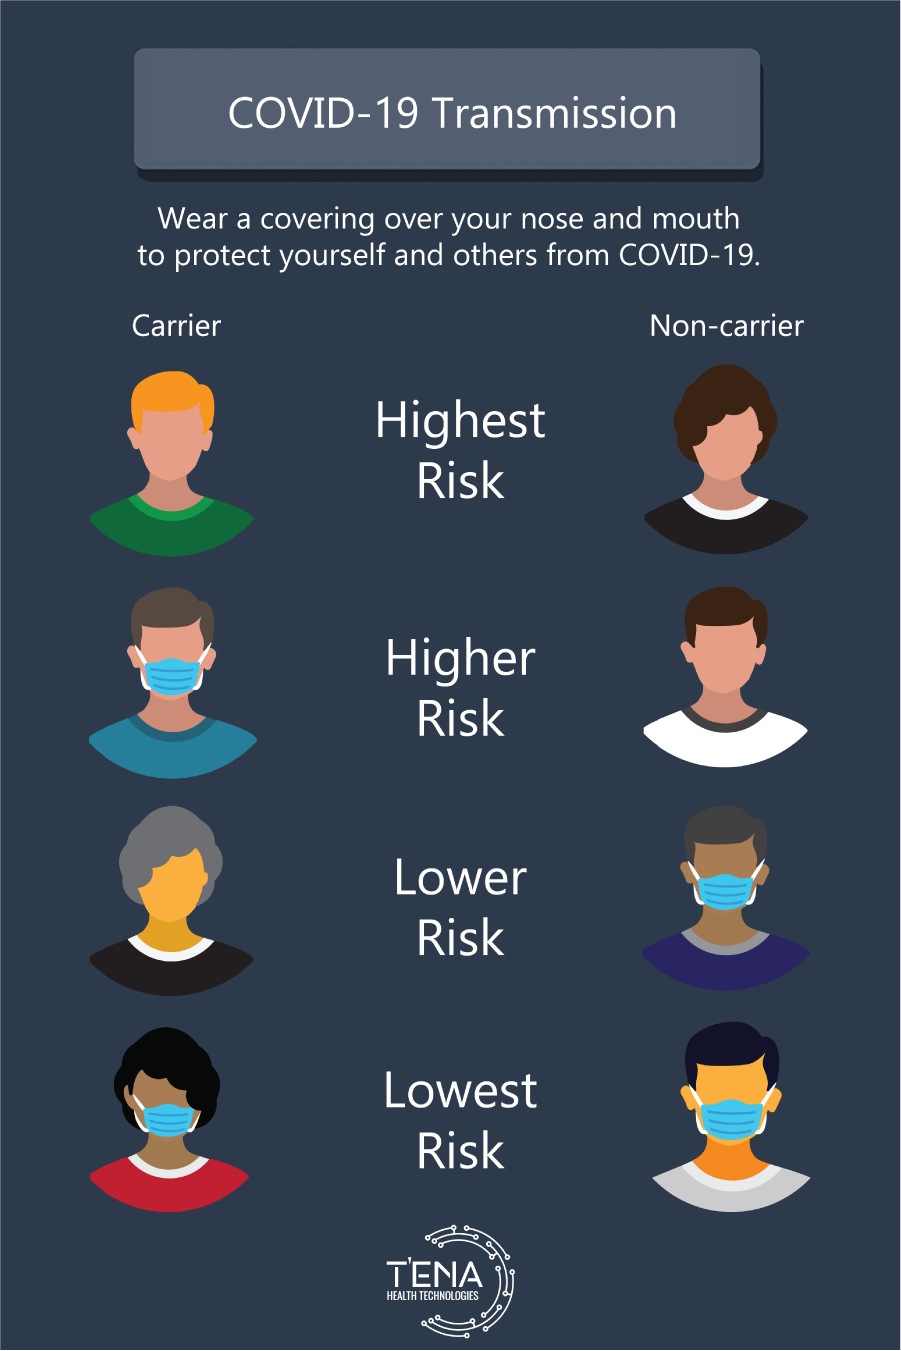 COVID-19 Transmission
Wear a covering over your nose and mouth
to protect yourself and others from COVID-19.
Carrier
Non-carrier
Highest
Risk
Higher
Risk
Lower
Risk
Lowest
Risk
T'ENA
HEALTH TECHNOLOGIES